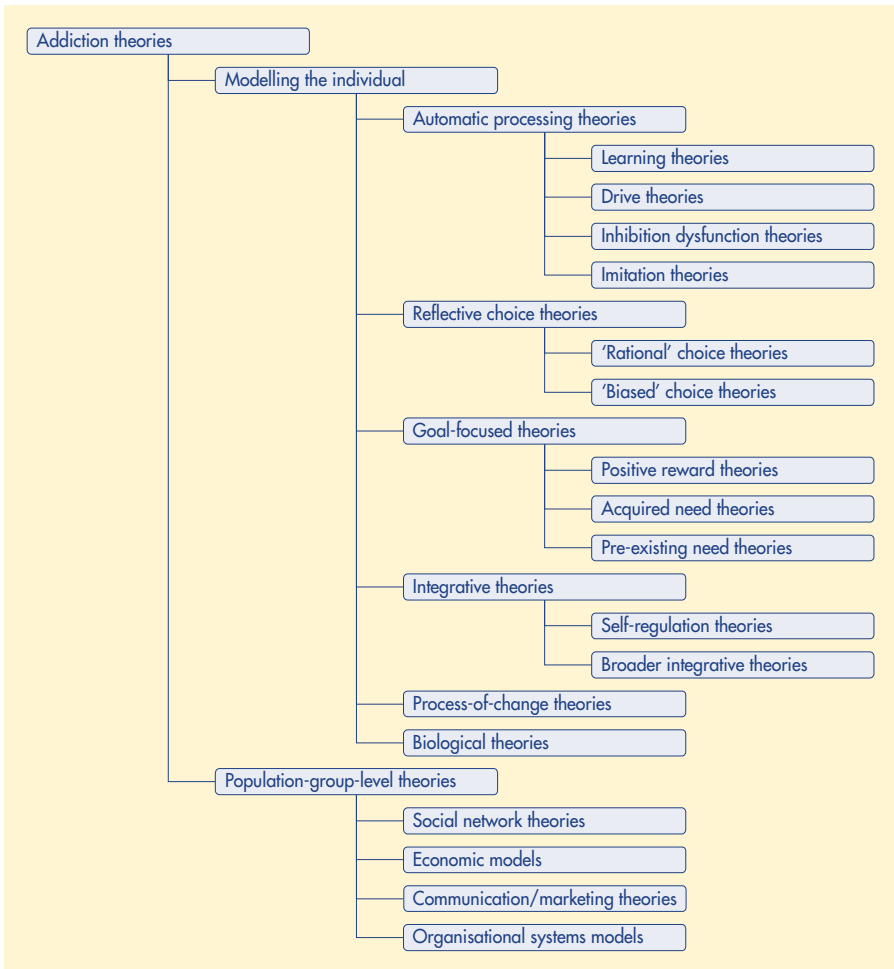 Addiction theories
Modelling the individual
Automatic processing theories
Learning theories
Drive theories
Inhibition dysfunction theories
Imitation theories
Reflective choice theories
‘Rational’ choice theories
‘Biased’ choice theories
Goal-focused theories
Positive reward theories
Acquired need theories
Pre-existing need theories
Integrative theories
Self-regulation theories
Broader integrative theories
Process-of-change theories
Biological theories
Population-group-level theories
Social network theories
Economic models
Communication/marketing theories
Organisational systems models